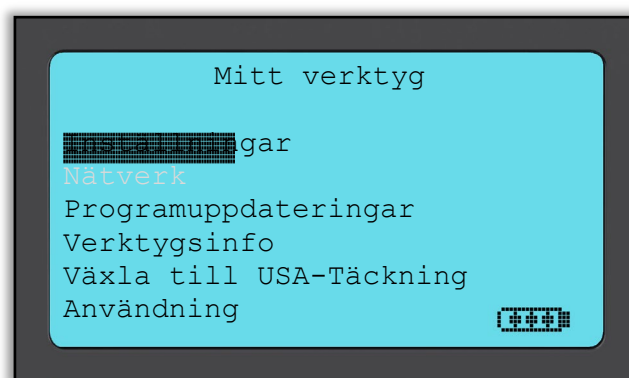 Mitt verktyg
Inställningar
Nätverk
Programuppdateringar
Verktygsinfo
Växla till USA-Täckning
Användning